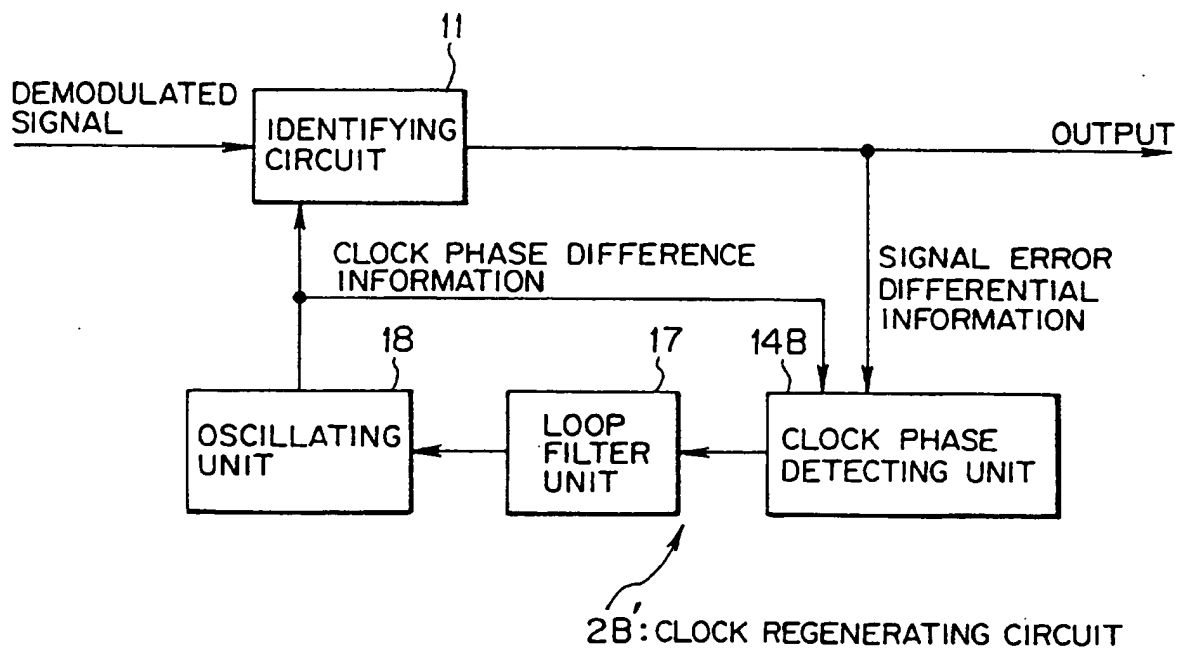 11
DEMODULATED
SIGNAL
IDENTIFYING
CIRCUIT
OUTPUT
CLOCK PHASE DIFFERENCE
INFORMATION
SIGNAL ERROR
DIFFERENTIAL
INFORMATION
18
17
14B
OSCILLATING
UNIT
LOOP
FILTER
UNIT
CLOCK PHASE
DETECTING UNIT
2B': CLOCK REGENERATING CIRCUIT